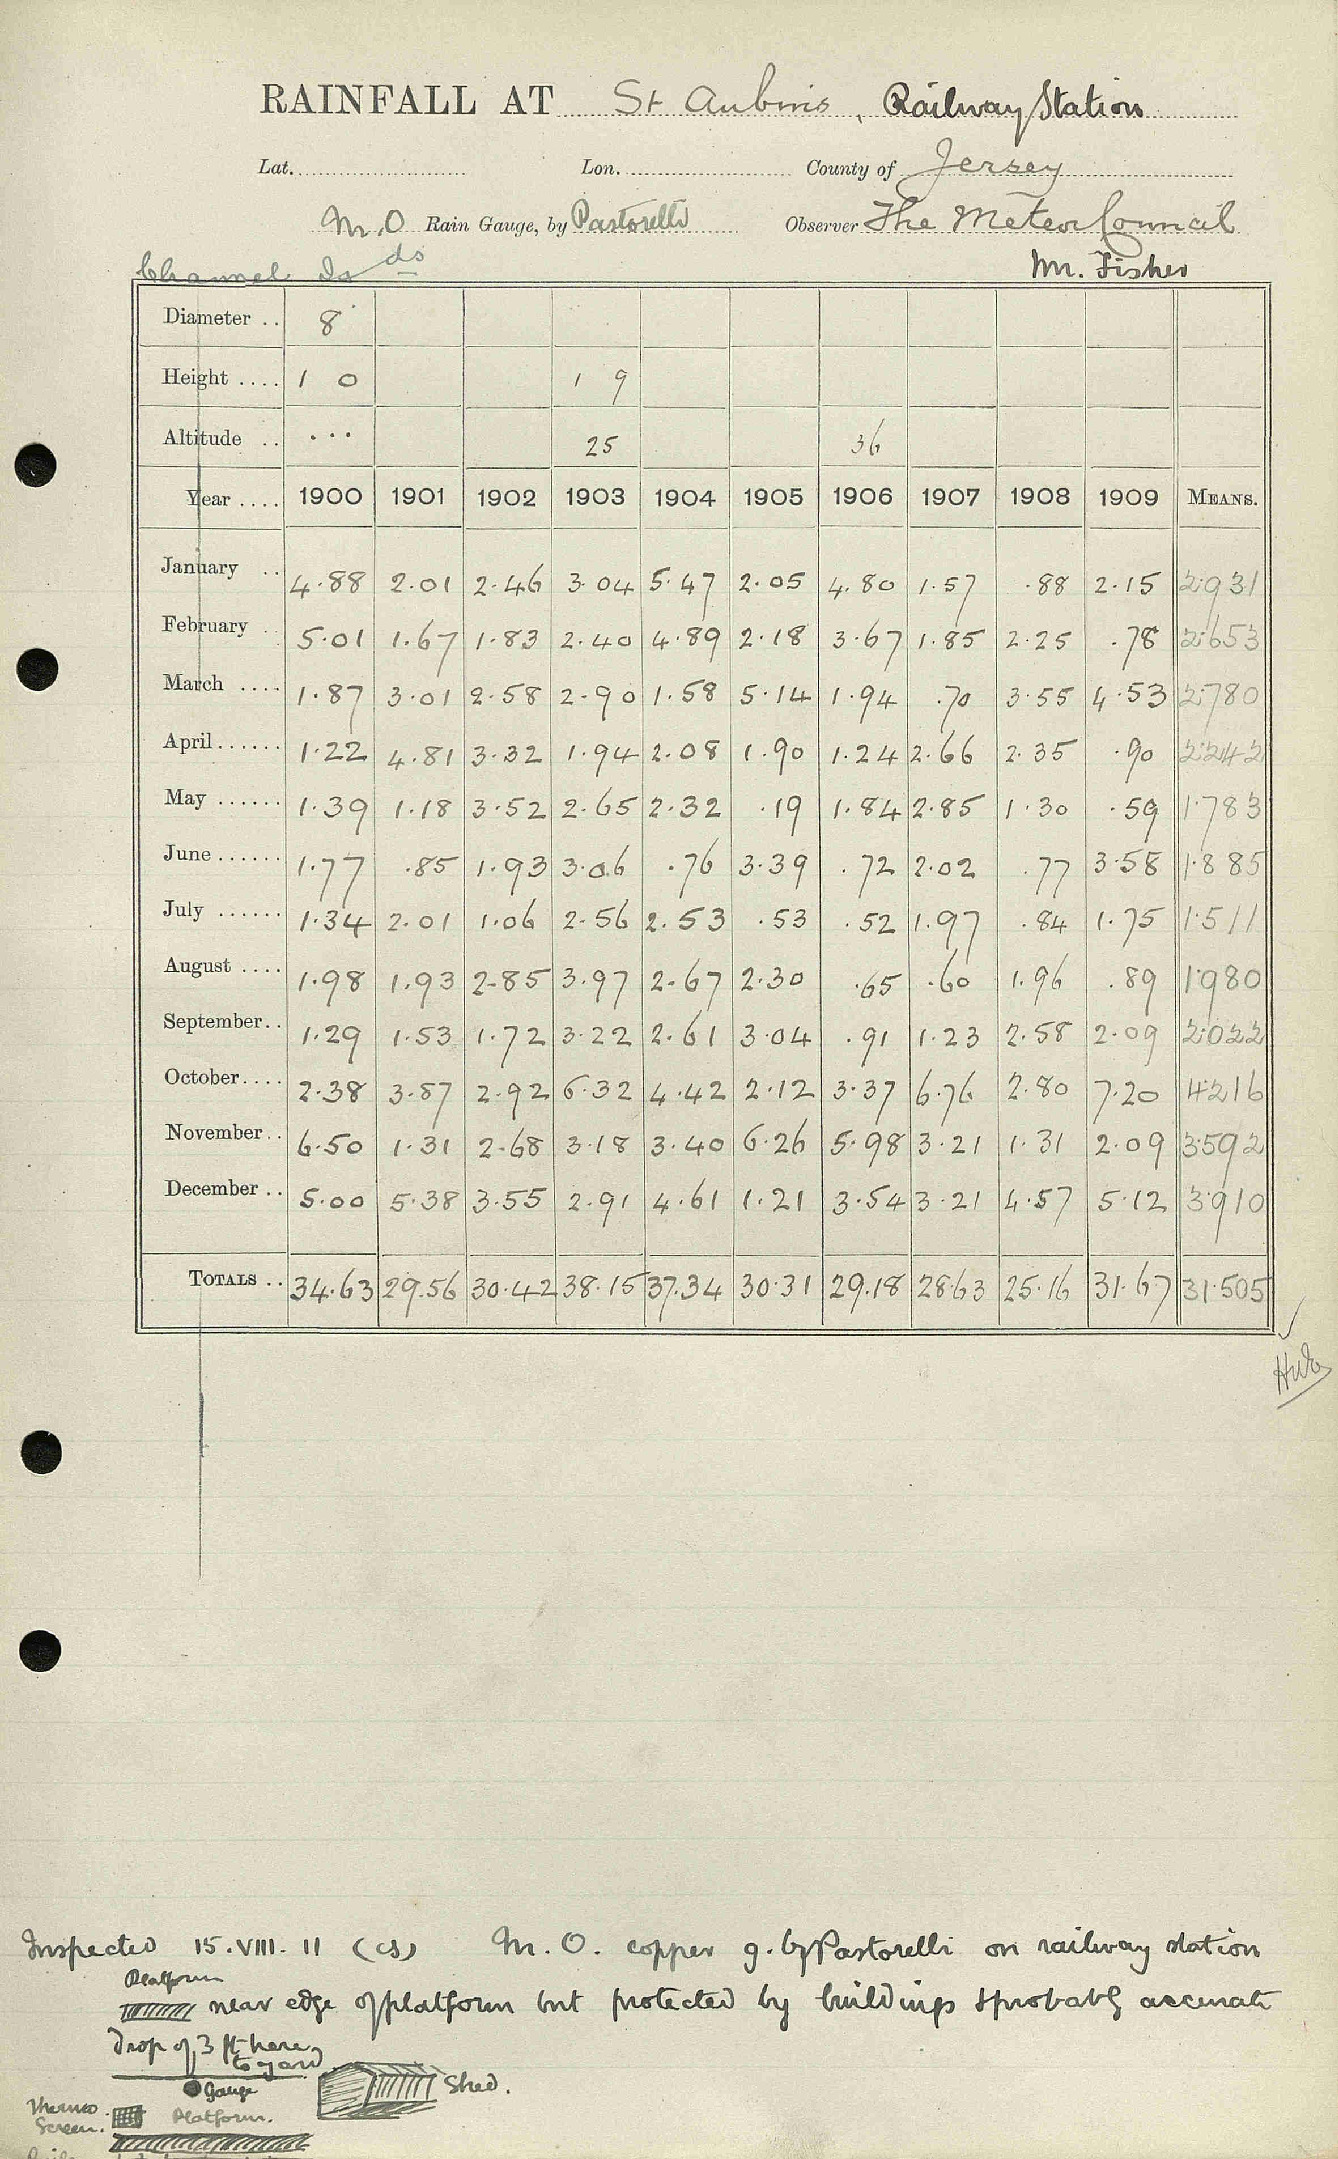 RAINFALL AT St Aubins, Railway Station
Lat. Lon. County of Jersey
M.O Rain Gauge, by Pastorelli Observer The Meteor Council
Channel Is ds Mr. Fisher
Diameter .. 8
Height .... 1 0 1 9
Altitude .. ... 25 36
Year .... 1900 1901 1902 1903 1904 1905 1906 1907 1908 1909 MEANS.
January .. 4.88 2.01 2.46 3.04 5.47 2.05 4.80 1.57 .88 2.15 2.931
February .. 5.01 1.67 1.83 2.40 4.89 2.18 3.67 1.85 2.25 .78 2.653
March .... 1.87 3.01 2.58 2.90 1.58 5.14 1.94 .70 3.55 4.53 2.780
April ...... 1.22 4.81 3.32 1.94 2.08 1.90 1.24 2.66 2.35 .90 2.242
May ...... 1.39 1.18 3.52 2.65 2.32 .19 1.84 2.85 1.30 .59 1.783
June ...... 1.77 .85 1.93 3.06 .76 3.39 .72 2.02 .77 3.58 1.885
July ...... 1.34 2.01 1.06 2.56 2.53 .53 .52 1.97 .84 1.75 1.511
August .... 1.98 1.93 2.85 3.97 2.67 2.30 .65 .60 1.96 .89 1.980
September .. 1.29 1.53 1.72 3.22 2.61 3.04 .91 1.23 2.58 2.09 2.022
October .... 2.38 3.87 2.92 6.32 4.42 2.12 3.37 6.76 2.80 7.20 4.216
November .. 6.50 1.31 2.68 3.18 3.40 6.26 5.98 3.21 1.31 2.09 3.592
December .. 5.00 5.38 3.55 2.91 4.61 1.21 3.54 3.21 4.57 5.12 3.910
TOTALS .. 34.63 29.56 30.42 38.15 37.34 30.31 29.18 28.63 25.16 31.67 31.505
Inspected 15.VIII.11 (CS) M.O. copper g. by Pastorelli on railway station
Platform
near edge of platform but protected by buildings & probably accurate
Drop of 3 ft here
to yard
Gauge Shed.
Thermo Screen. Platform.